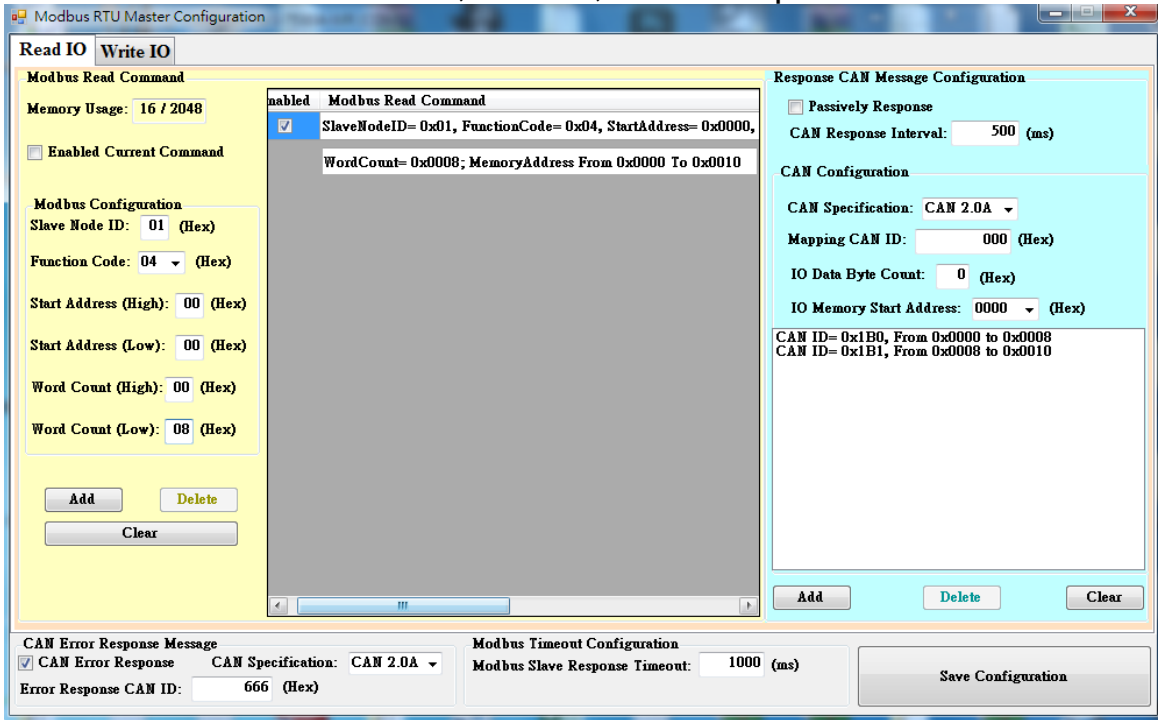 Modbus RTU Master Configuration
Read IO
Write IO
Modbus Read Command
Memory Usage: 16 / 2048
Enabled Current Command
Modbus Configuration
Slave Node ID: 01 (Hex)
Function Code: 04 (Hex)
Start Address (High): 00 (Hex)
Start Address (Low): 00 (Hex)
Word Count (High): 00 (Hex)
Word Count (Low): 08 (Hex)
Add Delete
Clear
nabled Modbus Read Command
SlaveNodeID= 0x01, FunctionCode= 0x04, StartAddress= 0x0000,
WordCount= 0x0008; MemoryAddress From 0x0000 To 0x0010
Response CAN Message Configuration
Passively Response
CAN Response Interval: 500 (ms)
CAN Configuration
CAN Specification: CAN 2.0A
Mapping CAN ID: 000 (Hex)
IO Data Byte Count: 0 (Hex)
IO Memory Start Address: 0000 (Hex)
CAN ID= 0x1B0, From 0x0000 to 0x0008
CAN ID= 0x1B1, From 0x0008 to 0x0010
Add Delete Clear
CAN Error Response Message
CAN Error Response CAN Specification: CAN 2.0A
Error Response CAN ID: 666 (Hex)
Modbus Timeout Configuration
Modbus Slave Response Timeout: 1000 (ms)
Save Configuration